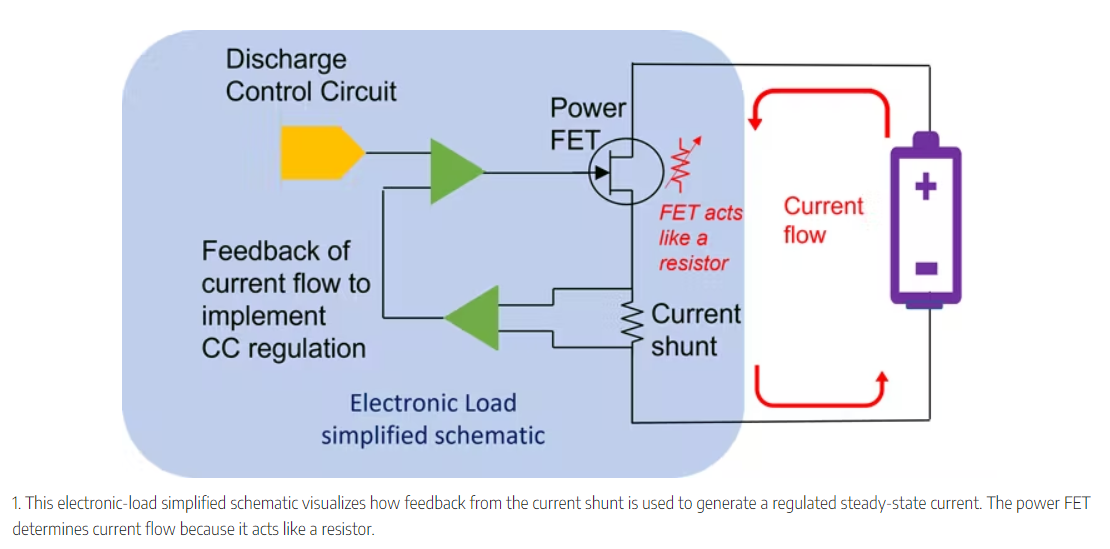 Discharge
Control Circuit
Power
FET
FET acts
like a
resistor
Current
flow
+
-
Feedback of
current flow to
implement
CC regulation
Current
shunt
Electronic Load
simplified schematic
1. This electronic-load simplified schematic visualizes how feedback from the current shunt is used to generate a regulated steady-state current. The power FET
determines current flow because it acts like a resistor.